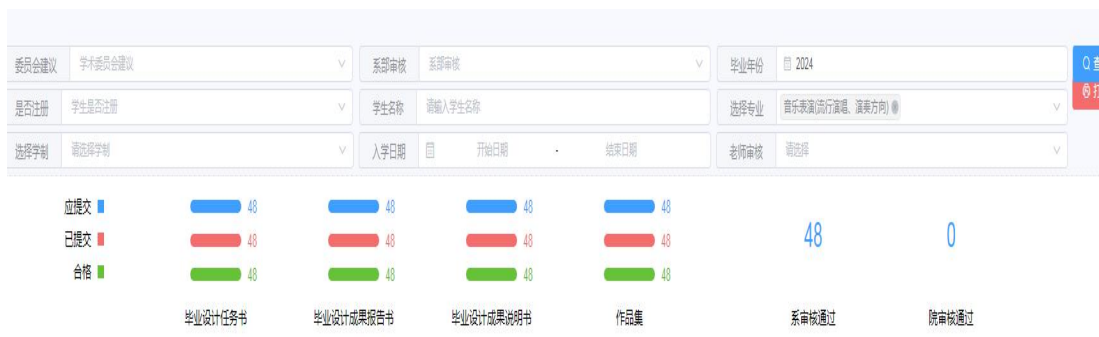 委员会建议 学术委员会建议 系部审核 系部审核 毕业年份 2024
是否注册 学生是否注册 学生名称 请输入学生名称 选择专业 音乐表演(流行演唱、演奏方向)
选择学制 请选择学制 入学日期 开始日期 - 结束日期 老师审核 请选择
应提交 48 48 48 48
已提交 48 48 48 48 48 0
合格 48 48 48 48
毕业设计任务书 毕业设计成果报告书 毕业设计成果说明书 作品集 系审核通过 院审核通过